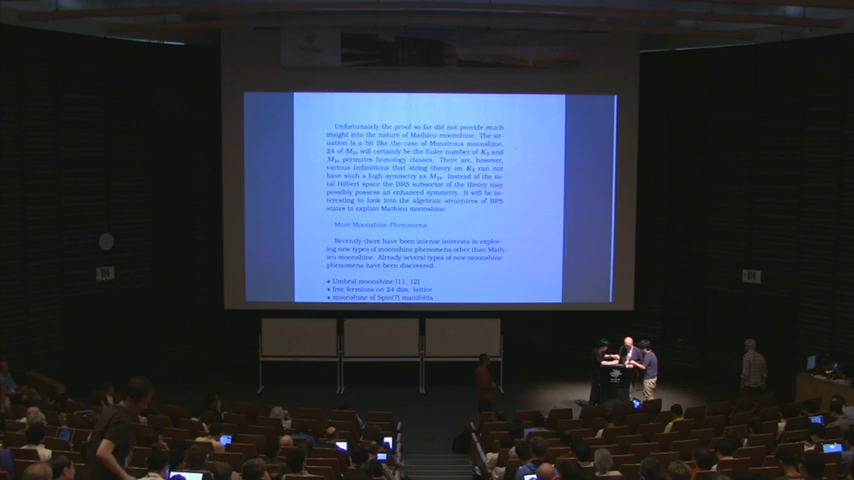 Unfortunately the proof so far did not provide much
insight into the nature of Mathieu moonshine. The sit-
uation is a bit like the case of Monstrous moonshine.
24 of M₂₄ will certainly be the Euler number of K₃ and
M₂₄ permutes homology classes. There are, however,
various indications that string theory on K₃ can not
have such a high symmetry as M₂₄. Instead of the to-
tal Hilbert space the BPS subsector of the theory may
possibly possess an enhanced symmetry. It will be in-
teresting to look into the algebraic structures of BPS
states to explain Mathieu moonshine.
More Moonshine Phenomena
Recently there have been intense interests in explor-
ing new types of moonshine phenomena other than Math-
ieu moonshine. Already several types of new moonshine
phenomena have been discovered.
• Umbral moonshine [11, 12]
• free fermions on 24 dim. lattice
• moonshine of Spin(7) manifolds